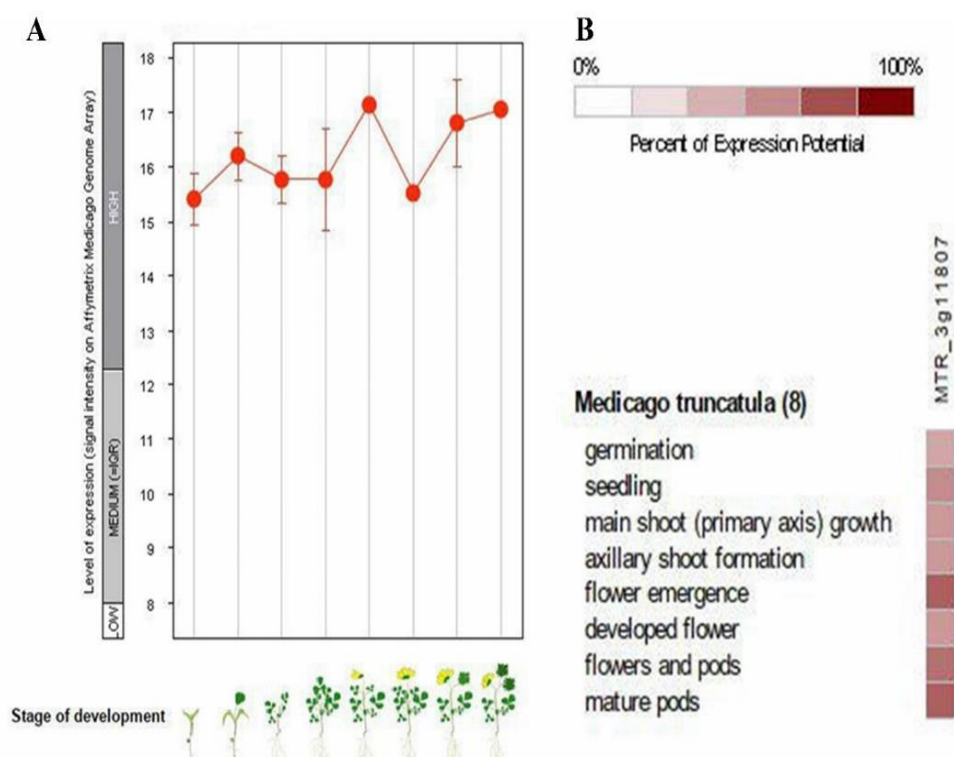 A
Level of expression (signal intensity on Affymetrix Medicago Genome Array)
HIGH
MEDIUM (=IQR)
LOW
18
17
16
15
14
13
12
11
10
9
8
Stage of development
B
0% 100%
Percent of Expression Potential
MTR_3g11807
Medicago truncatula (8)
germination
seedling
main shoot (primary axis) growth
axillary shoot formation
flower emergence
developed flower
flowers and pods
mature pods